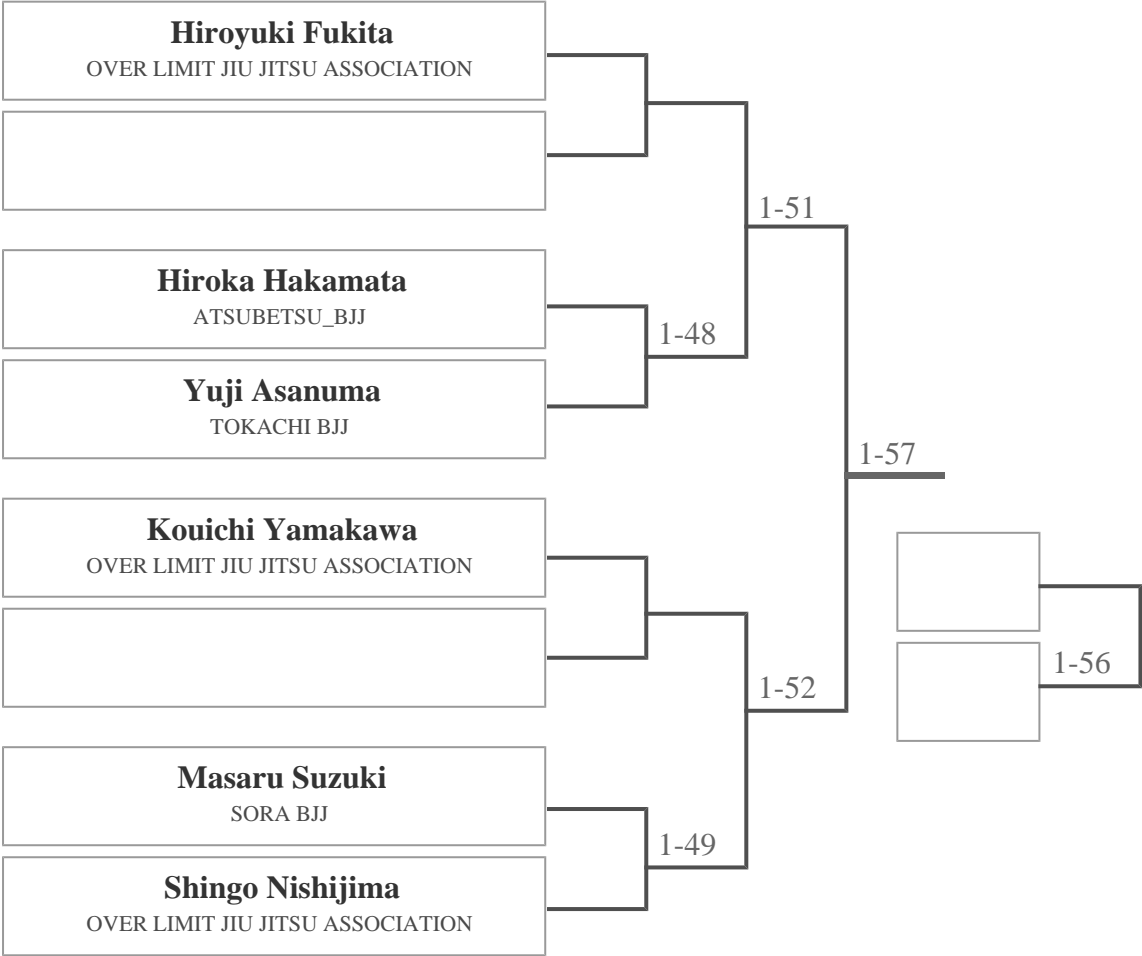 Hiroyuki Fukita
OVER LIMIT JIU JITSU ASSOCIATION
1-51
Hiroka Hakamata
ATSUBETSU_BJJ
1-48
Yuji Asanuma
TOKACHI BJJ
1-57
Kouichi Yamakawa
OVER LIMIT JIU JITSU ASSOCIATION
1-56
1-52
Masaru Suzuki
SORA BJJ
1-49
Shingo Nishijima
OVER LIMIT JIU JITSU ASSOCIATION